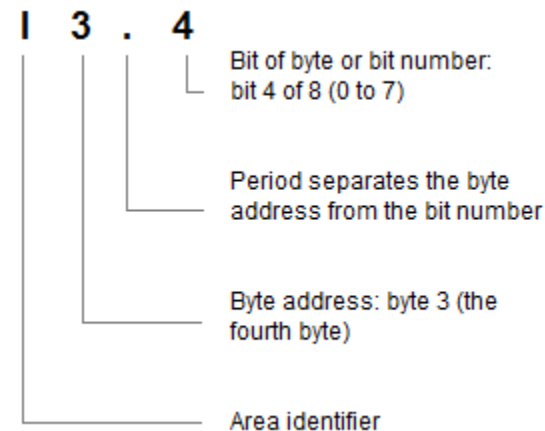 I 3 . 4
Bit of byte or bit number:
bit 4 of 8 (0 to 7)
Period separates the byte
address from the bit number
Byte address: byte 3 (the
fourth byte)
Area identifier